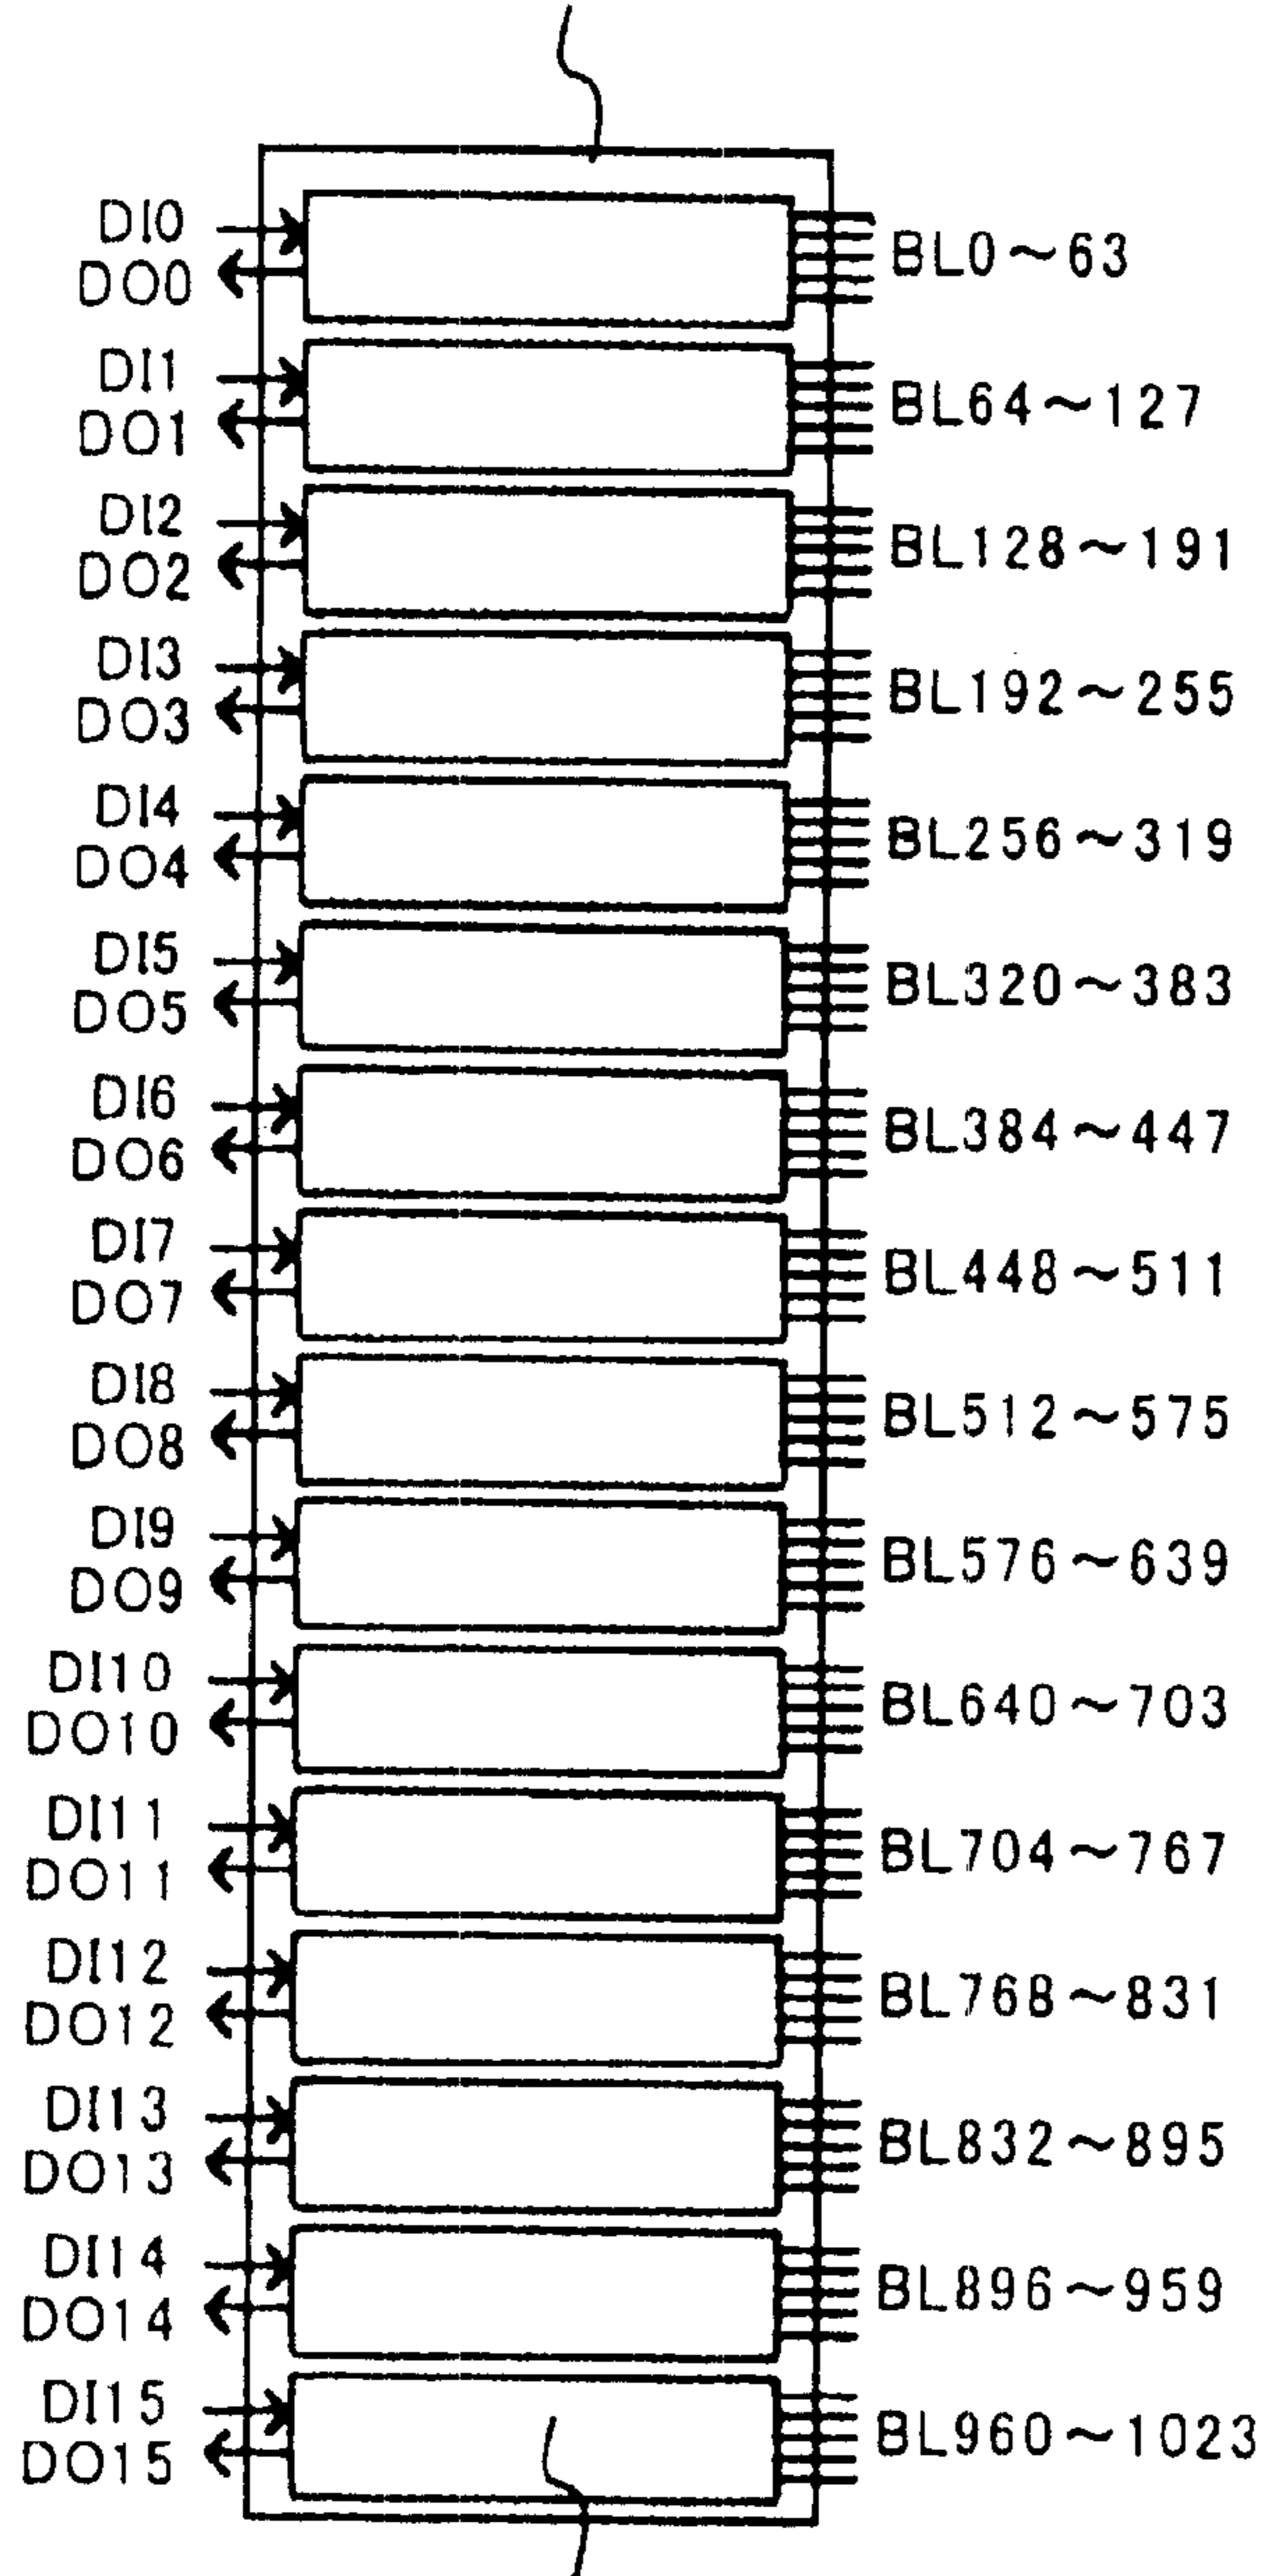 DI0
DO0
BL0～63
DI1
DO1
BL64～127
DI2
DO2
BL128～191
DI3
DO3
BL192～255
DI4
DO4
BL256～319
DI5
DO5
BL320～383
DI6
DO6
BL384～447
DI7
DO7
BL448～511
DI8
DO8
BL512～575
DI9
DO9
BL576～639
DI10
DO10
BL640～703
DI11
DO11
BL704～767
DI12
DO12
BL768～831
DI13
DO13
BL832～895
DI14
DO14
BL896～959
DI15
DO15
BL960～1023